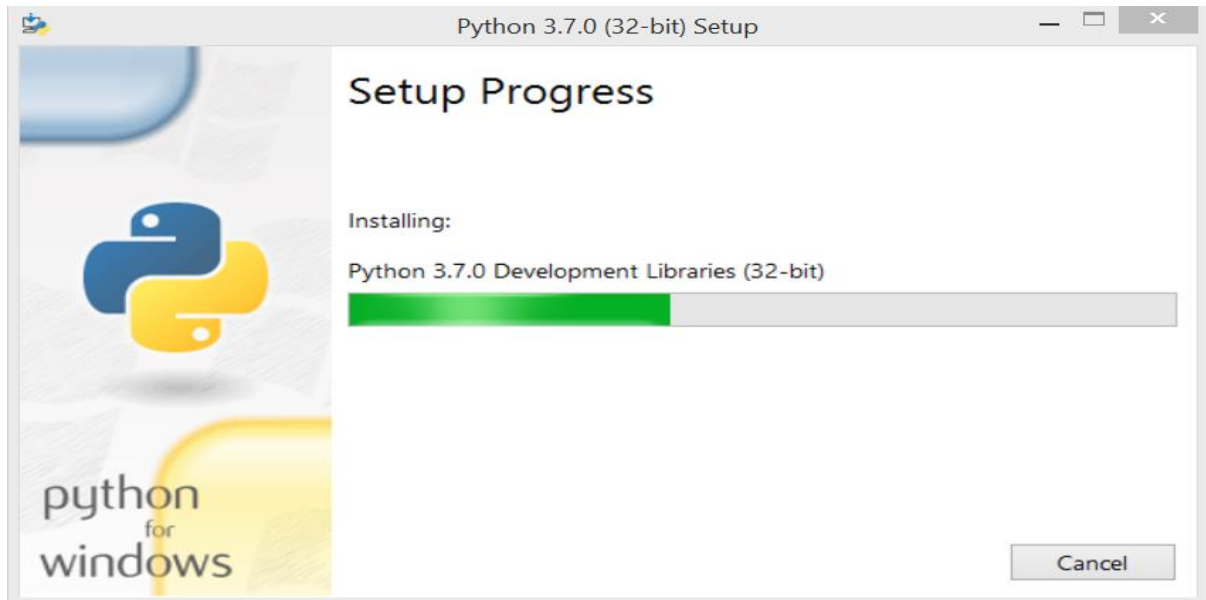 Python 3.7.0 (32-bit) Setup
Setup Progress
Installing:
Python 3.7.0 Development Libraries (32-bit)
python
for
windows
Cancel